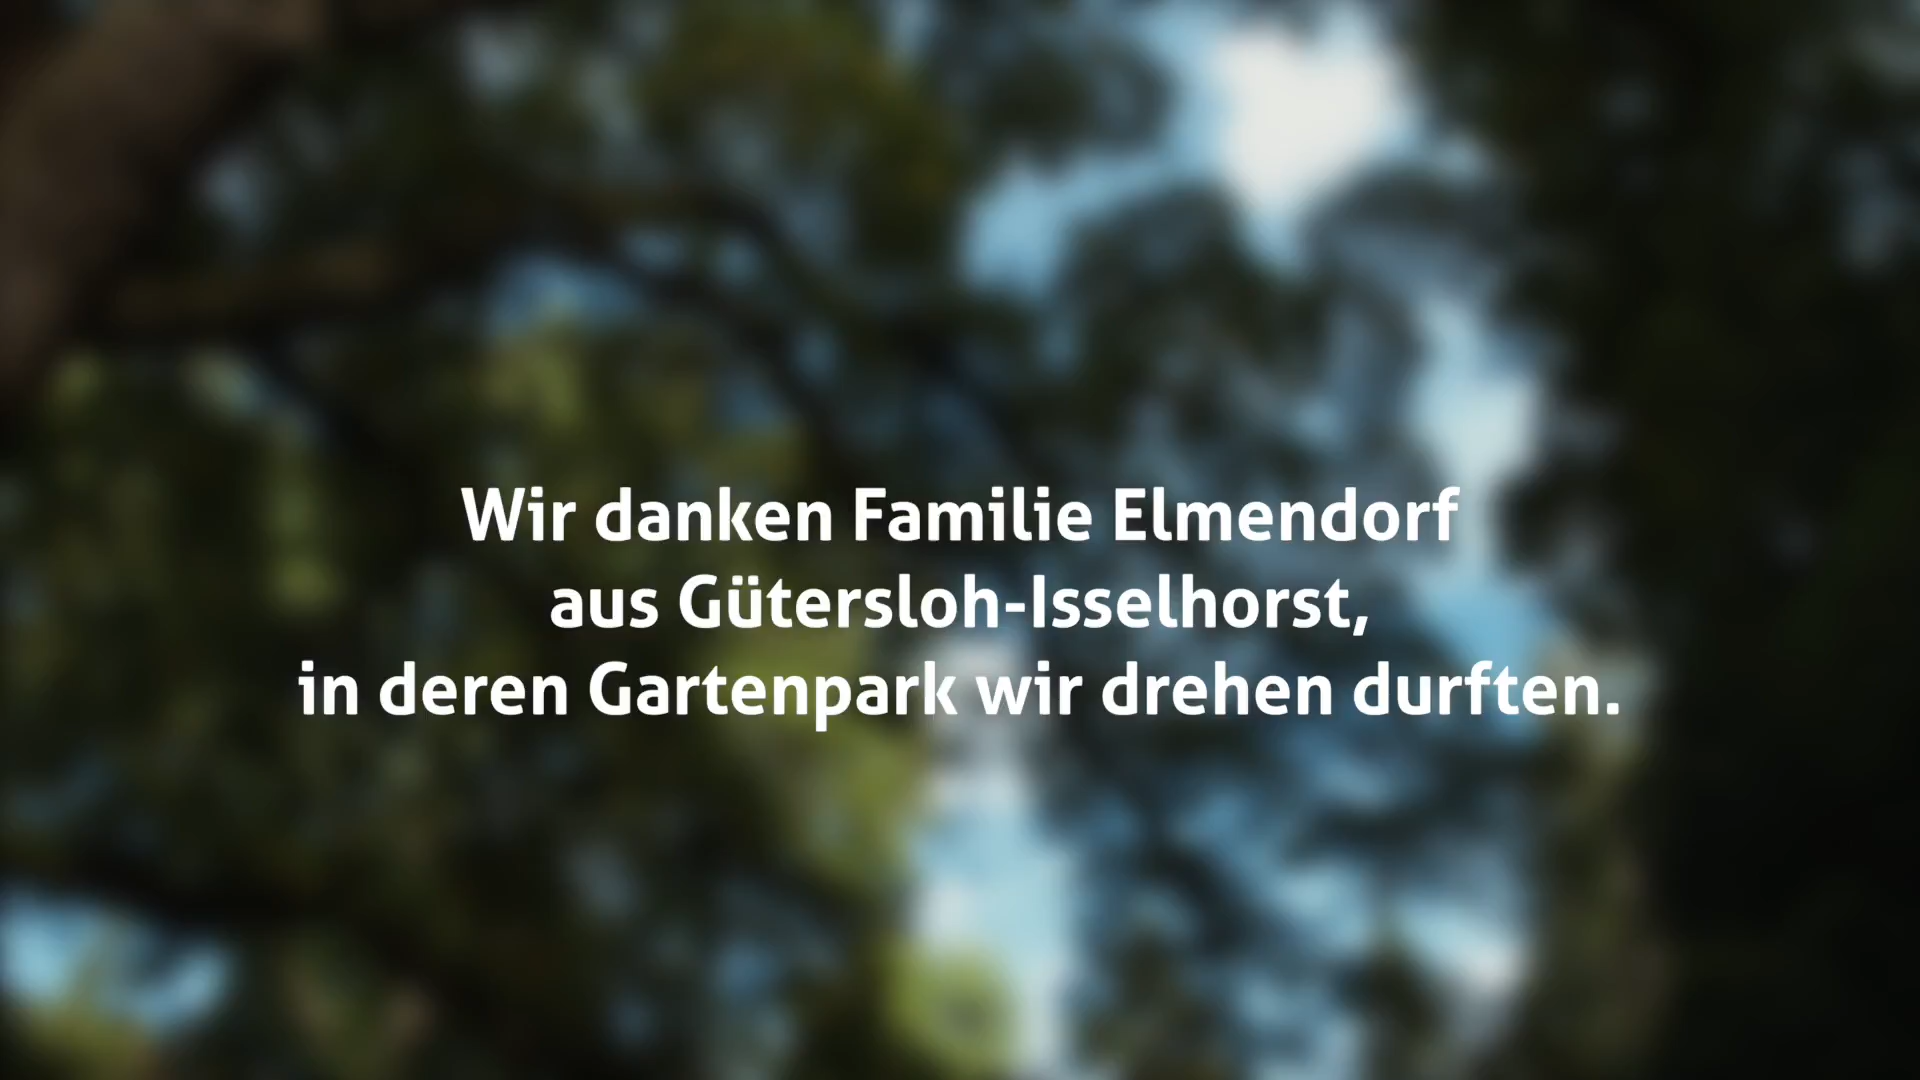 Wir danken Familie Elmendorf
aus Gütersloh-Isselhorst,
in deren Gartenpark wir drehen durften.